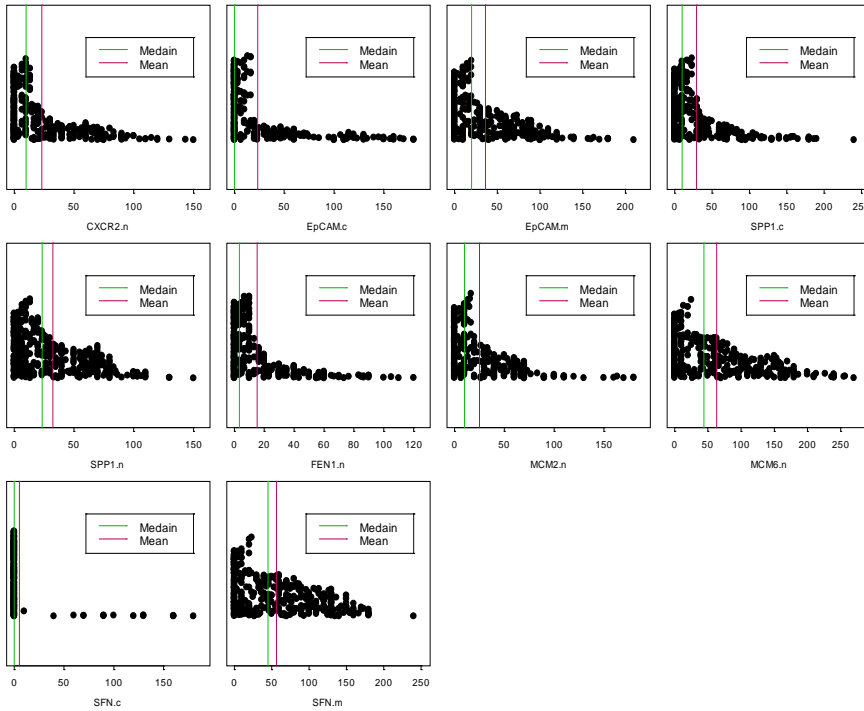 Medain
Mean
0 50 100 150
CXCR2.n
Medain
Mean
0 50 100 150
EpCAM.c
Medain
Mean
0 50 100 150 200
EpCAM.m
Medain
Mean
0 50 100 150 200 250
SPP1.c
Medain
Mean
0 50 100 150
SPP1.n
Medain
Mean
0 20 40 60 80 100 120
FEN1.n
Medain
Mean
0 50 100 150
MCM2.n
Medain
Mean
0 50 100 150 200 250
MCM6.n
Medain
Mean
0 50 100 150
SFN.c
Medain
Mean
0 50 100 150 200 250
SFN.m